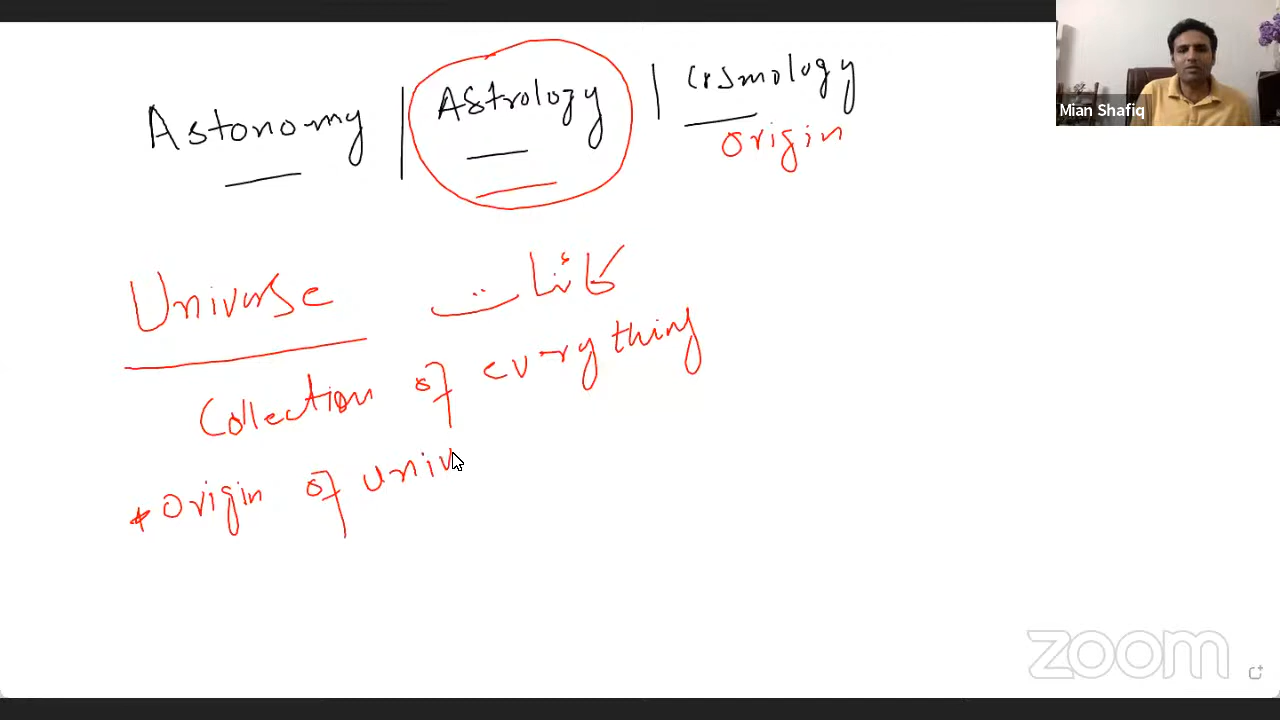 Astonomy | Astrology | Cosmology
origin
Universe کائنات
Collection of everything
* origin of univ
Mian Shafiq
zoom